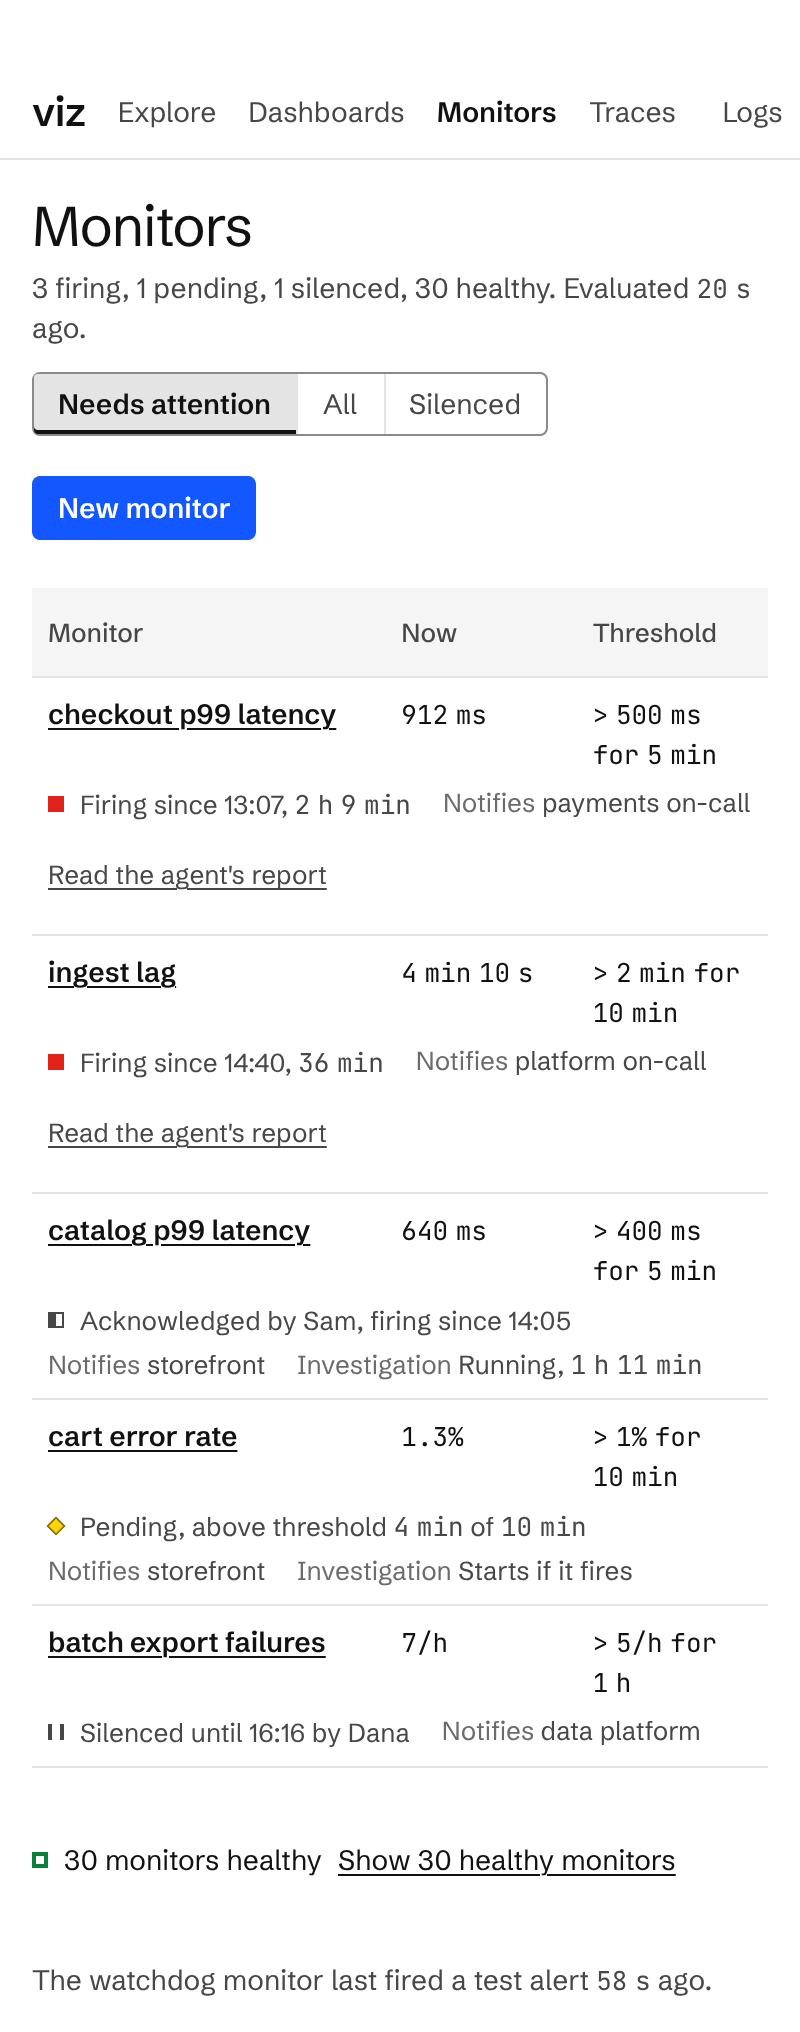 viz Explore Dashboards Monitors Traces Logs
Monitors
3 firing, 1 pending, 1 silenced, 30 healthy. Evaluated 20 s
ago.
Needs attention All Silenced
New monitor
Monitor Now Threshold
checkout p99 latency 912 ms > 500 ms
for 5 min
Firing since 13:07, 2 h 9 min Notifies payments on-call
Read the agent's report
ingest lag 4 min 10 s > 2 min for
10 min
Firing since 14:40, 36 min Notifies platform on-call
Read the agent's report
catalog p99 latency 640 ms > 400 ms
for 5 min
Acknowledged by Sam, firing since 14:05
Notifies storefront Investigation Running, 1 h 11 min
cart error rate 1.3% > 1% for
10 min
Pending, above threshold 4 min of 10 min
Notifies storefront Investigation Starts if it fires
batch export failures 7/h > 5/h for
1 h
Silenced until 16:16 by Dana Notifies data platform
30 monitors healthy Show 30 healthy monitors
The watchdog monitor last fired a test alert 58 s ago.